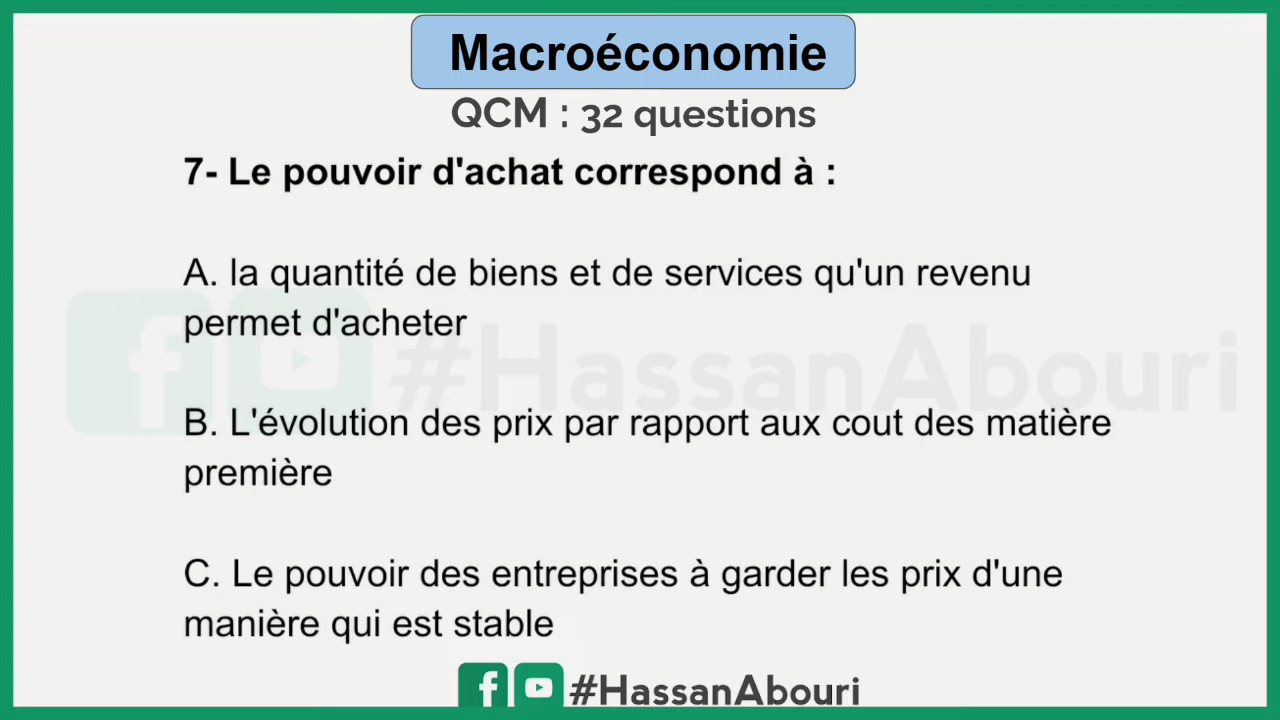 Macroéconomie
QCM : 32 questions
7- Le pouvoir d'achat correspond à :
A. la quantité de biens et de services qu'un revenu
permet d'acheter
#HassanAbouri
B. L'évolution des prix par rapport aux cout des matière
première
C. Le pouvoir des entreprises à garder les prix d'une
manière qui est stable
#HassanAbouri